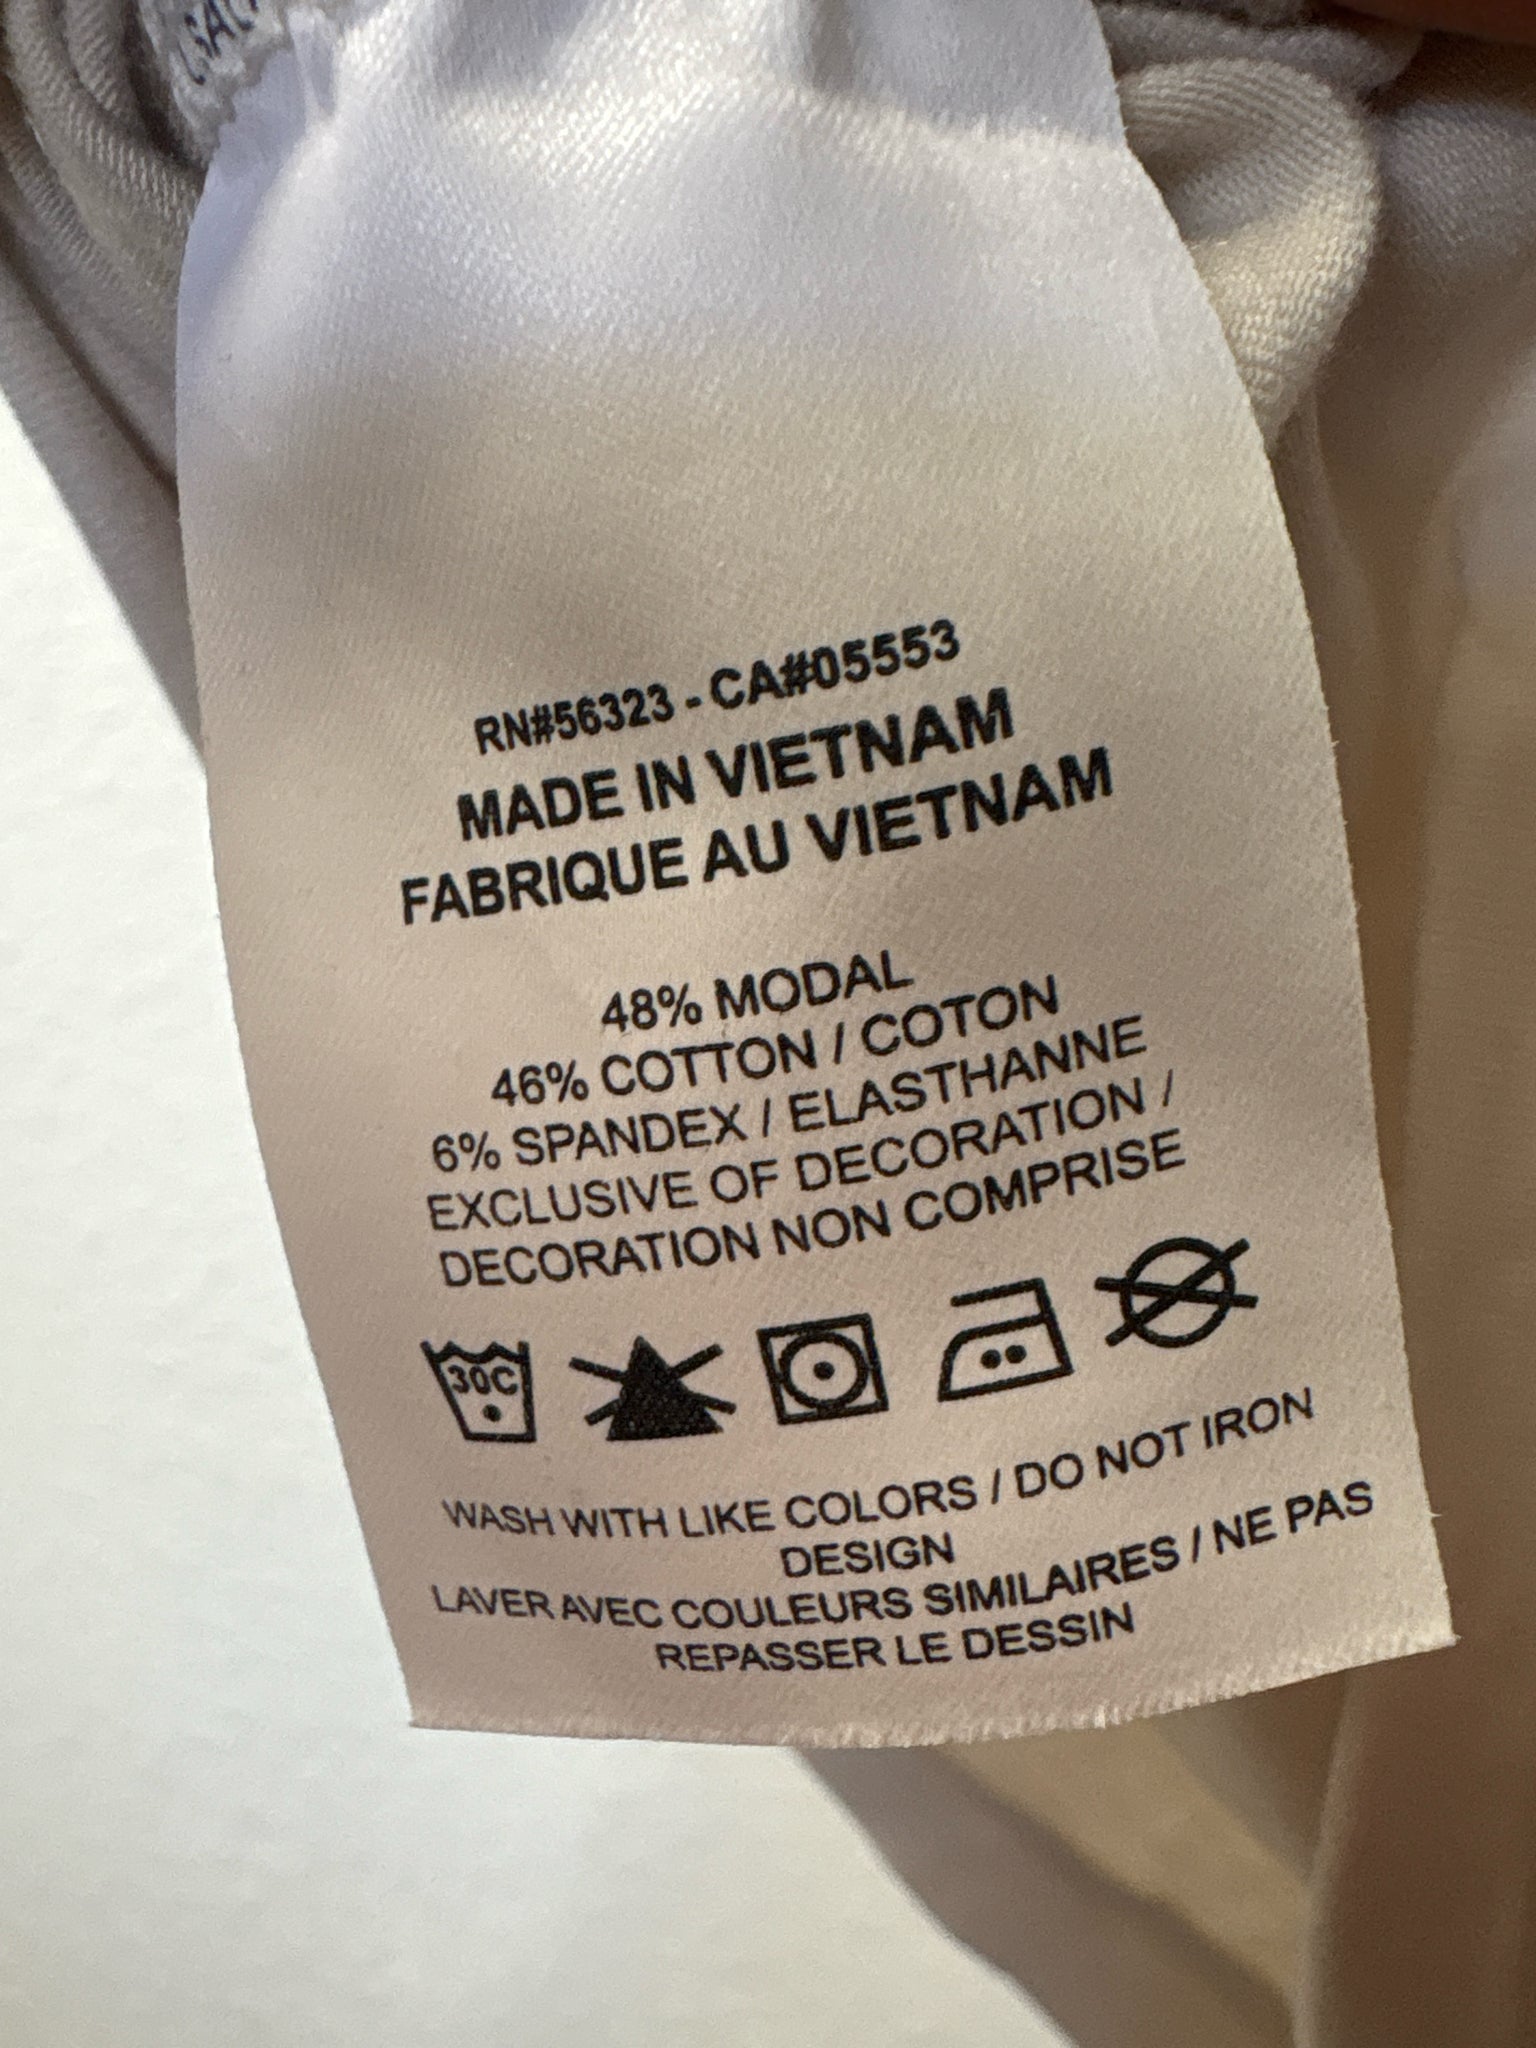 RN#56323 - CA#05553
MADE IN VIETNAM
FABRIQUE AU VIETNAM
48% MODAL
46% COTTON / COTON
6% SPANDEX / ELASTHANNE
EXCLUSIVE OF DECORATION /
DECORATION NON COMPRISE
30C
WASH WITH LIKE COLORS / DO NOT IRON
DESIGN
LAVER AVEC COULEURS SIMILAIRES / NE PAS
REPASSER LE DESSIN